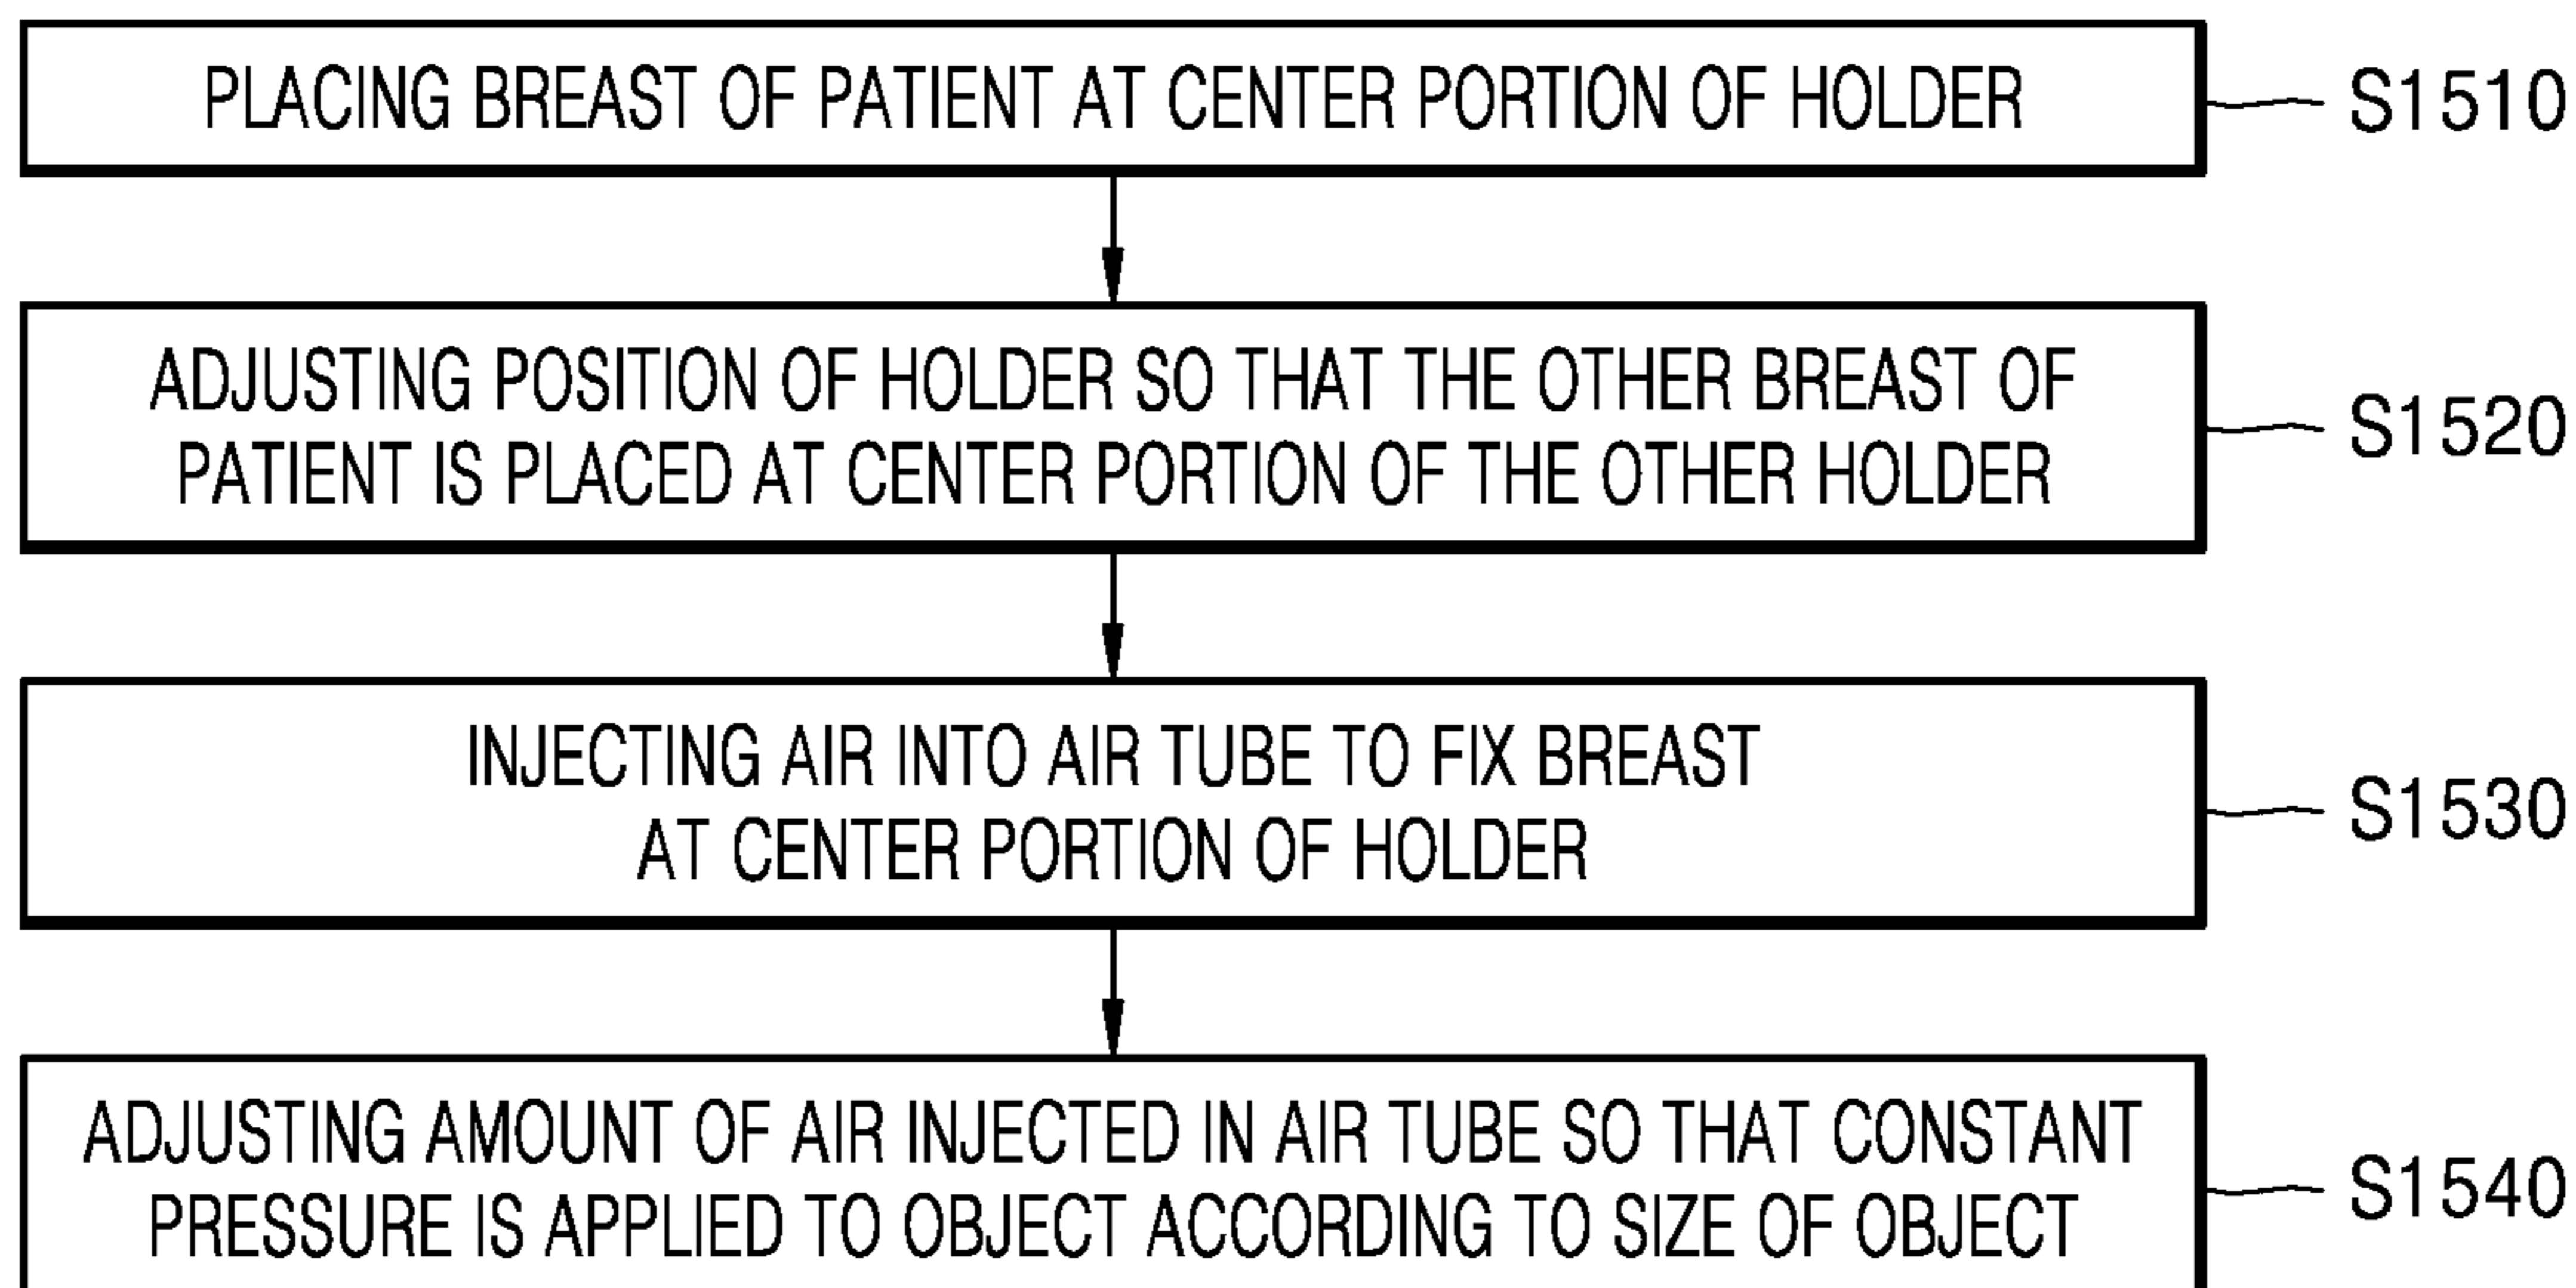 PLACING BREAST OF PATIENT AT CENTER PORTION OF HOLDER
S1510
ADJUSTING POSITION OF HOLDER SO THAT THE OTHER BREAST OF
PATIENT IS PLACED AT CENTER PORTION OF THE OTHER HOLDER
S1520
INJECTING AIR INTO AIR TUBE TO FIX BREAST
AT CENTER PORTION OF HOLDER
S1530
ADJUSTING AMOUNT OF AIR INJECTED IN AIR TUBE SO THAT CONSTANT
PRESSURE IS APPLIED TO OBJECT ACCORDING TO SIZE OF OBJECT
S1540